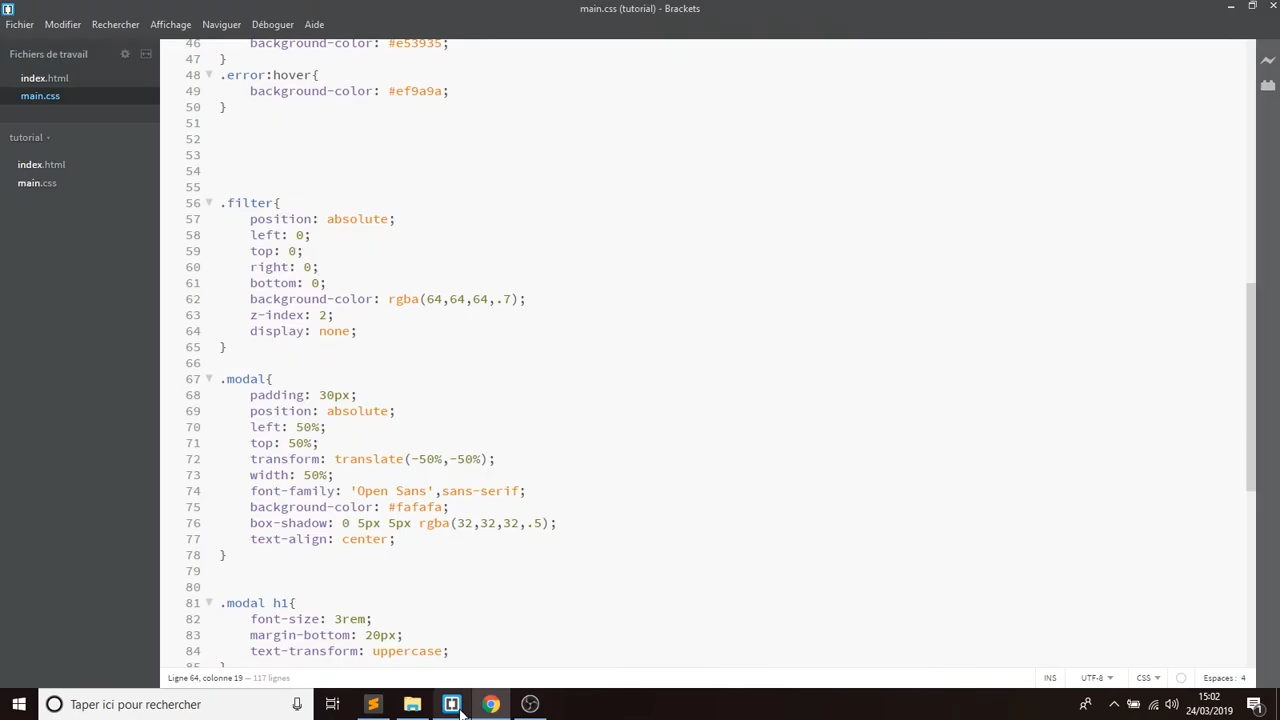 main.css (tutorial) - Brackets
Fichier Modifier Rechercher Affichage Naviguer Déboguer Aide
Fichiers de travail
index.html
main.css
tutorial
index.html
main.css
46 background-color: #e53935;
47 }
48 .error:hover{
49 background-color: #ef9a9a;
50 }
51
52
53
54
55
56 .filter{
57 position: absolute;
58 left: 0;
59 top: 0;
60 right: 0;
61 bottom: 0;
62 background-color: rgba(64,64,64,.7);
63 z-index: 2;
64 display: none;
65 }
66
67 .modal{
68 padding: 30px;
69 position: absolute;
70 left: 50%;
71 top: 50%;
72 transform: translate(-50%,-50%);
73 width: 50%;
74 font-family: 'Open Sans',sans-serif;
75 background-color: #fafafa;
76 box-shadow: 0 5px 5px rgba(32,32,32,.5);
77 text-align: center;
78 }
79
80
81 .modal h1{
82 font-size: 3rem;
83 margin-bottom: 20px;
84 text-transform: uppercase;
85 }
Ligne 64, colonne 19 — 117 lignes INS UTF-8 CSS Espaces : 4
Taper ici pour rechercher
15:02
24/03/2019